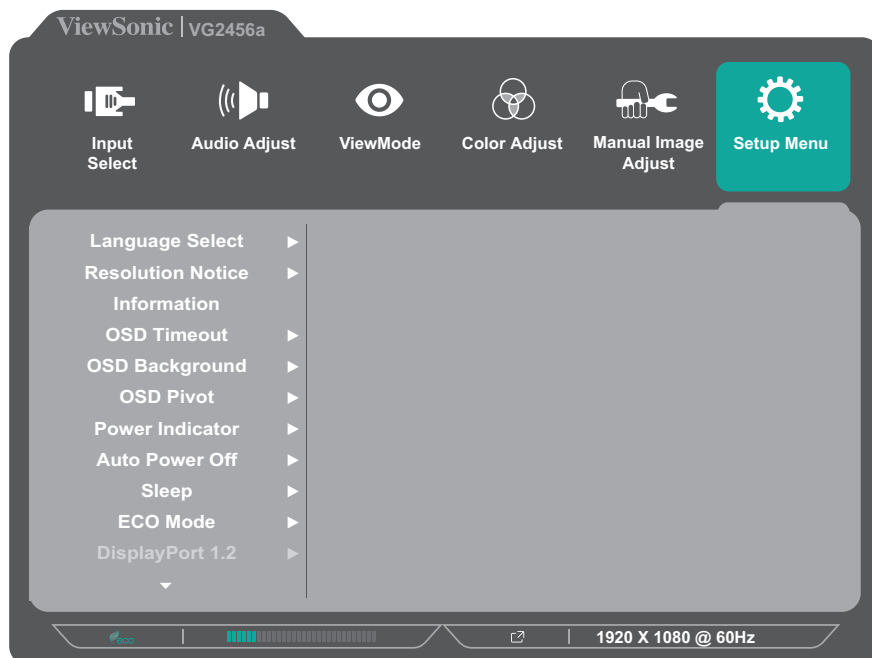 ViewSonic VG2456a
Input Select
Audio Adjust
ViewMode
Color Adjust
Manual Image Adjust
Setup Menu
Language Select
Resolution Notice
Information
OSD Timeout
OSD Background
OSD Pivot
Power Indicator
Auto Power Off
Sleep
ECO Mode
DisplayPort 1.2
eco
1920 X 1080 @ 60Hz